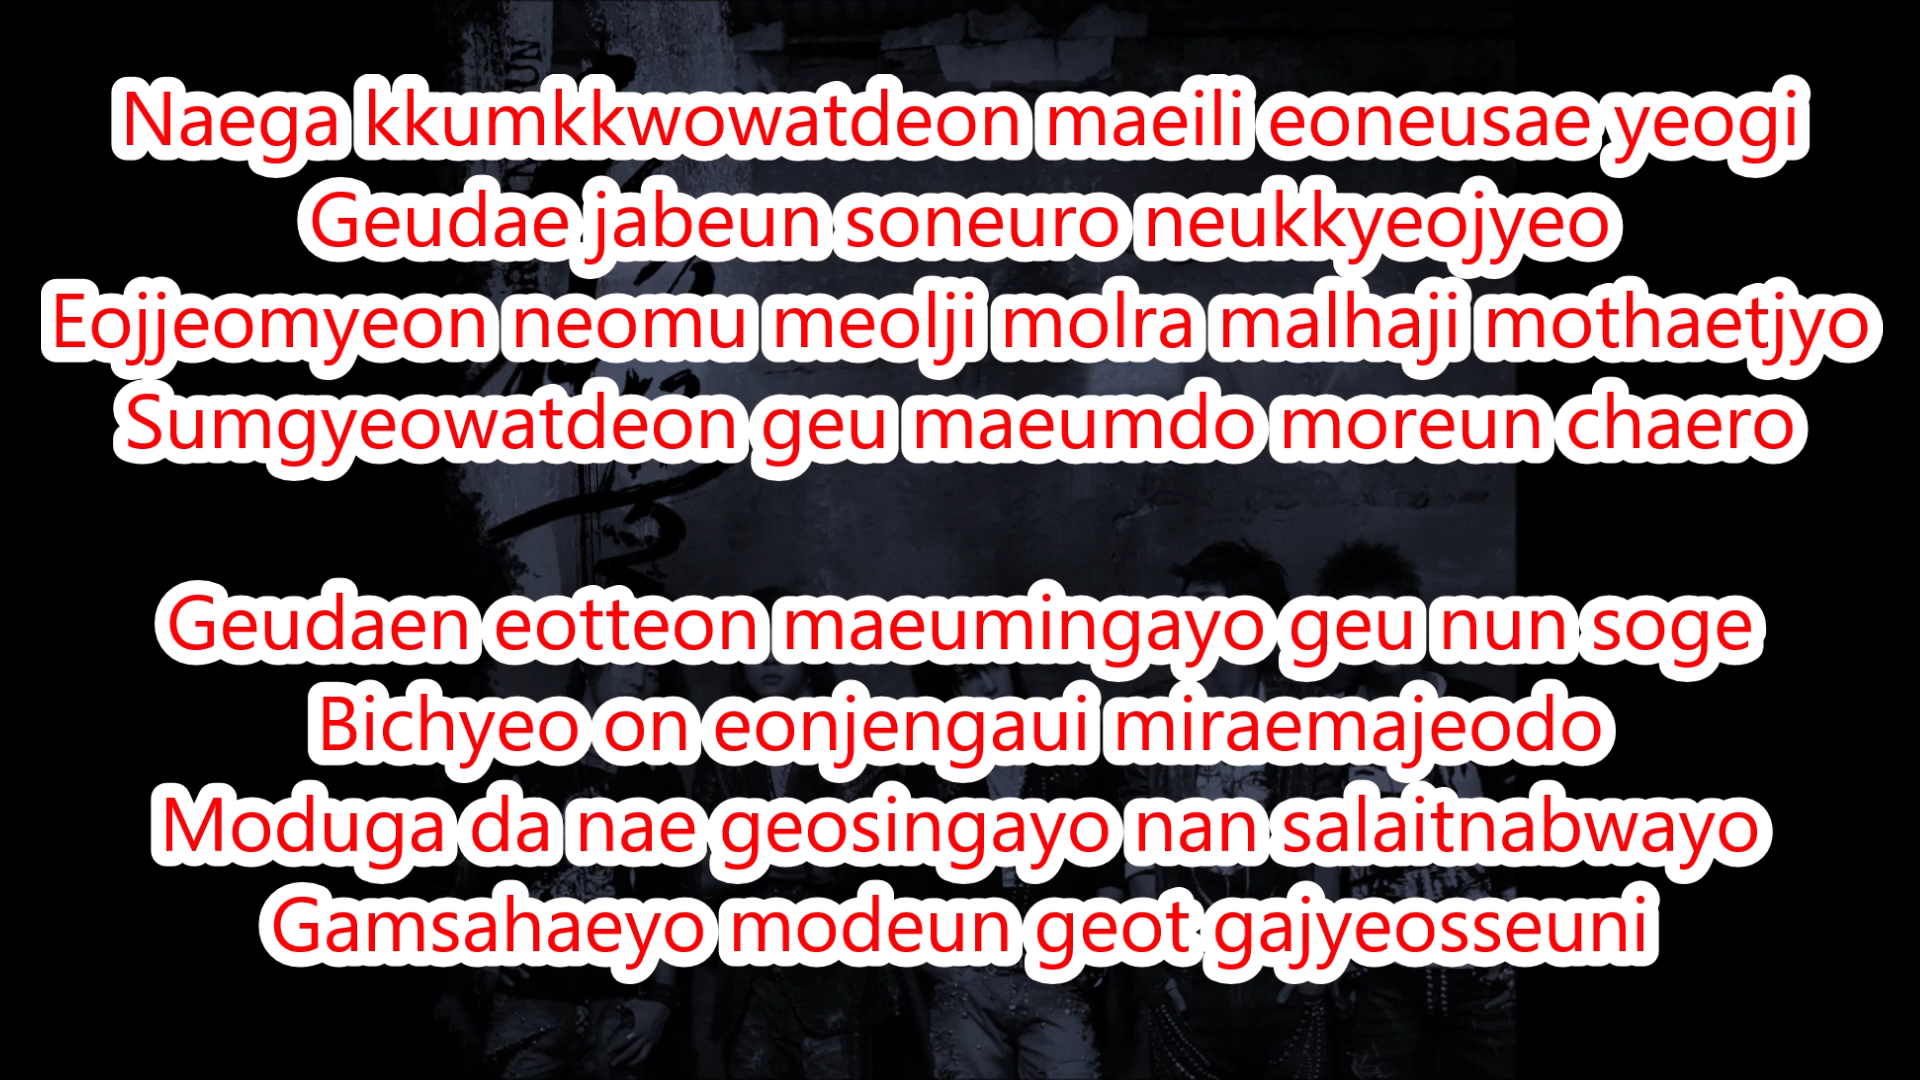 Naega kkumkkwowatdeon maeili eoneusae yeogi
Geudae jabeun soneuro neukkyeojyeo
Eojjeomyeon neomu meolji molra malhaji mothaetjyo
Sumgyeowatdeon geu maeumdo moreun chaero
Geudaen eotteon maeumingayo geu nun soge
Bichyeo on eonjengaui miraemajeodo
Moduga da nae geosingayo nan salaitnabwayo
Gamsahaeyo modeun geot gajyeosseuni